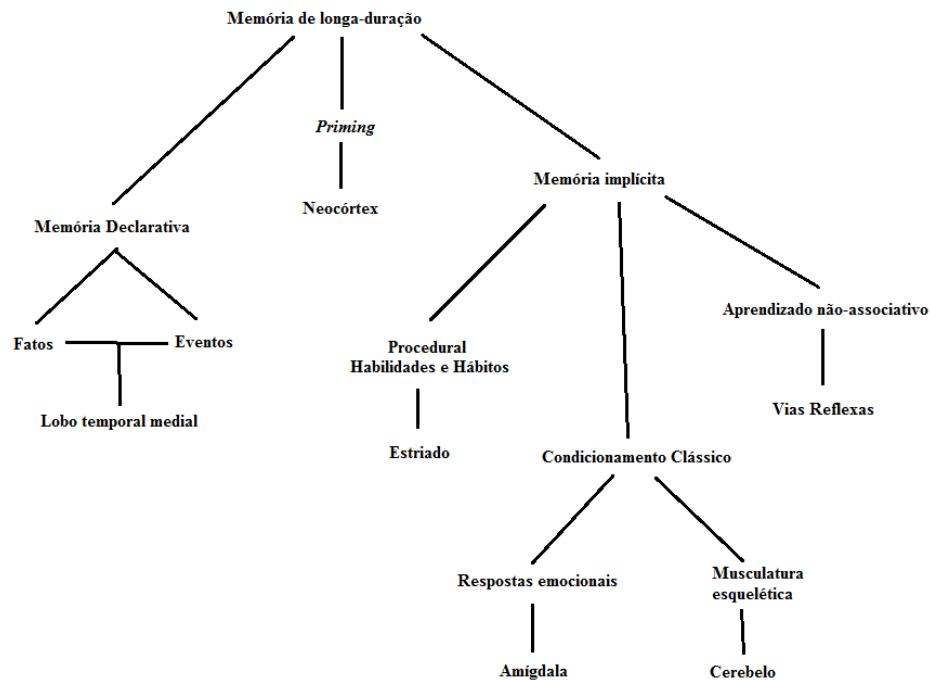 Memória de longa-duração
Priming
Neocórtex
Memória implícita
Memória Declarativa
Fatos
Eventos
Lobo temporal medial
Procedural
Habilidades e Hábitos
Estriado
Aprendizado não-associativo
Vias Reflexas
Condicionamento Clássico
Respostas emocionais
Musculatura
esquelética
Amígdala
Cerebelo